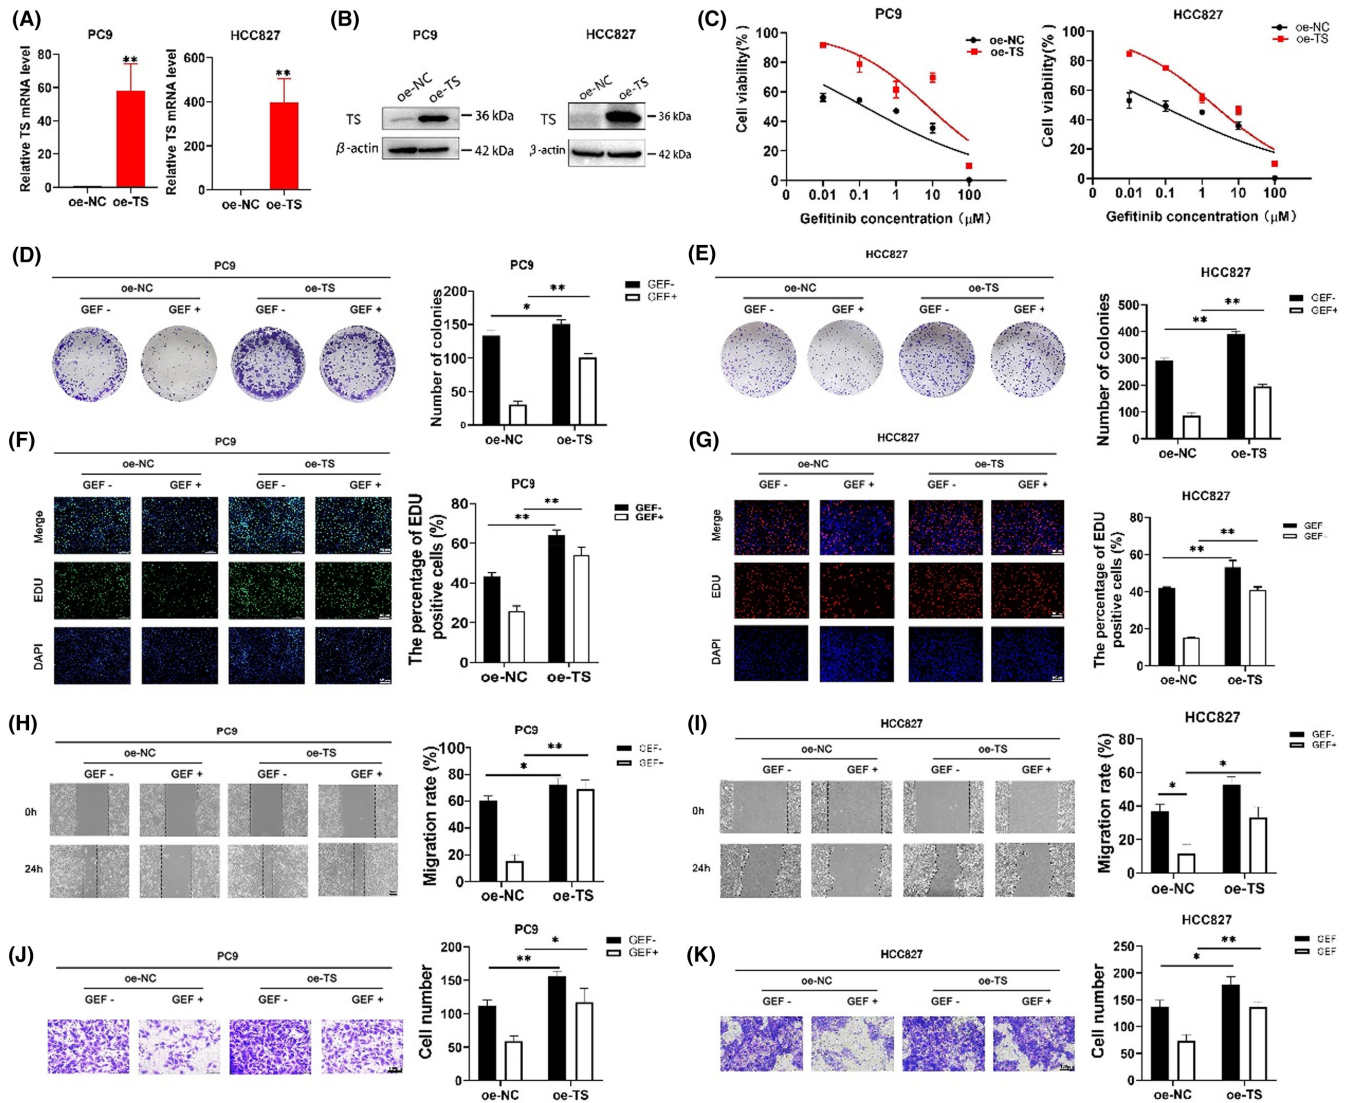 (A)
PC9
Relative TS mRNA level
80
60
40
20
0
**
oe-NC oe-TS
HCC827
Relative TS mRNA level
600
400
200
0
**
oe-NC oe-TS
(B)
PC9
oe-NC oe-TS
TS 36 kDa
β-actin 42 kDa
HCC827
oe-NC oe-TS
TS 36 kDa
β-actin 42 kDa
(C)
PC9
oe-NC
oe-TS
Cell viability(%)
100
80
60
40
20
0
0 0.01 0.1 1 10 100
Gefitinib concentration (μM)
HCC827
oe-NC
oe-TS
Cell viability(%)
100
80
60
40
20
0
0 0.01 0.1 1 10 100
Gefitinib concentration (μM)
(D)
PC9
oe-NC oe-TS
GEF - GEF + GEF - GEF +
PC9
GEF-
GEF+
Number of colonies
200
150
100
50
0
* **
oe-NC oe-TS
(E)
HCC827
oe-NC oe-TS
GEF - GEF + GEF - GEF +
HCC827
GEF-
GEF+
Number of colonies
500
400
300
200
100
0
** **
oe-NC oe-TS
(F)
PC9
oe-NC oe-TS
GEF - GEF + GEF - GEF +
Merge
EDU
DAPI
PC9
GEF-
GEF+
The percentage of EDU
positive cells (%)
80
60
40
20
0
** **
oe-NC oe-TS
(G)
HCC827
oe-NC oe-TS
GEF - GEF + GEF - GEF +
Merge
EDU
DAPI
HCC827
GEF
GEF
The percentage of EDU
positive cells (%)
80
60
40
20
0
** **
oe-NC oe-TS
(H)
PC9
oe-NC oe-TS
GEF - GEF + GEF - GEF +
0h
24h
PC9
GEF-
GEF+
Migration rate (%)
100
80
60
40
20
0
* **
oe-NC oe-TS
(I)
HCC827
oe-NC oe-TS
GEF - GEF + GEF - GEF +
0h
24h
HCC827
GEF-
GEF+
Migration rate (%)
80
60
40
20
0
* *
oe-NC oe-TS
(J)
PC9
oe-NC oe-TS
GEF - GEF + GEF - GEF +
PC9
GEF-
GEF+
Cell number
200
150
100
50
0
** *
oe-NC oe-TS
(K)
HCC827
oe-NC oe-TS
GEF - GEF + GEF - GEF +
HCC827
GEF
GEF
Cell number
250
200
150
100
50
0
* **
oe-NC oe-TS